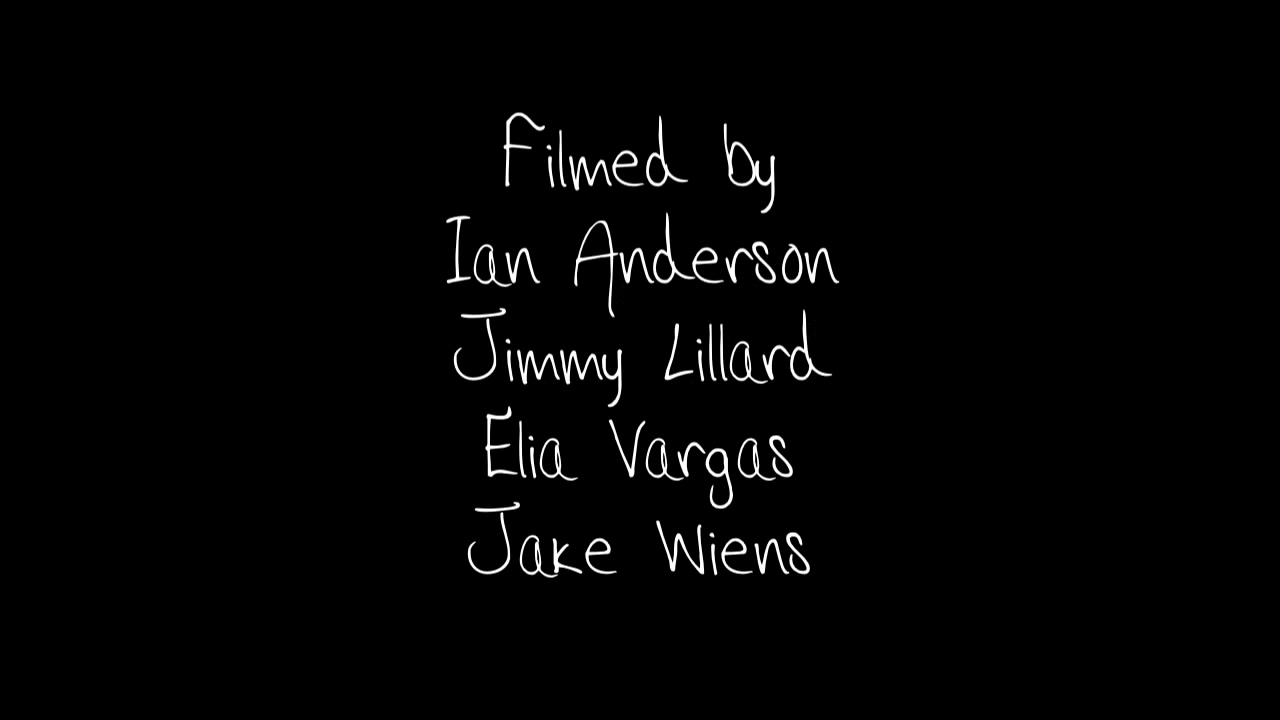 Filmed by
Ian Anderson
Jimmy Lillard
Elia Vargas
Jake Wiens